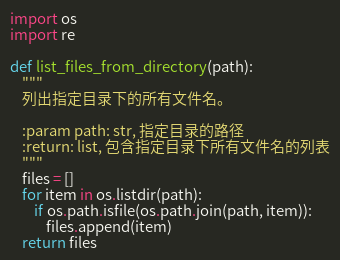 import os
import re

def list_files_from_directory(path):
    """
    列出指定目录下的所有文件名。

    :param path: str, 指定目录的路径
    :return: list, 包含指定目录下所有文件名的列表
    """
    files = []
    for item in os.listdir(path):
        if os.path.isfile(os.path.join(path, item)):
            files.append(item)
    return files